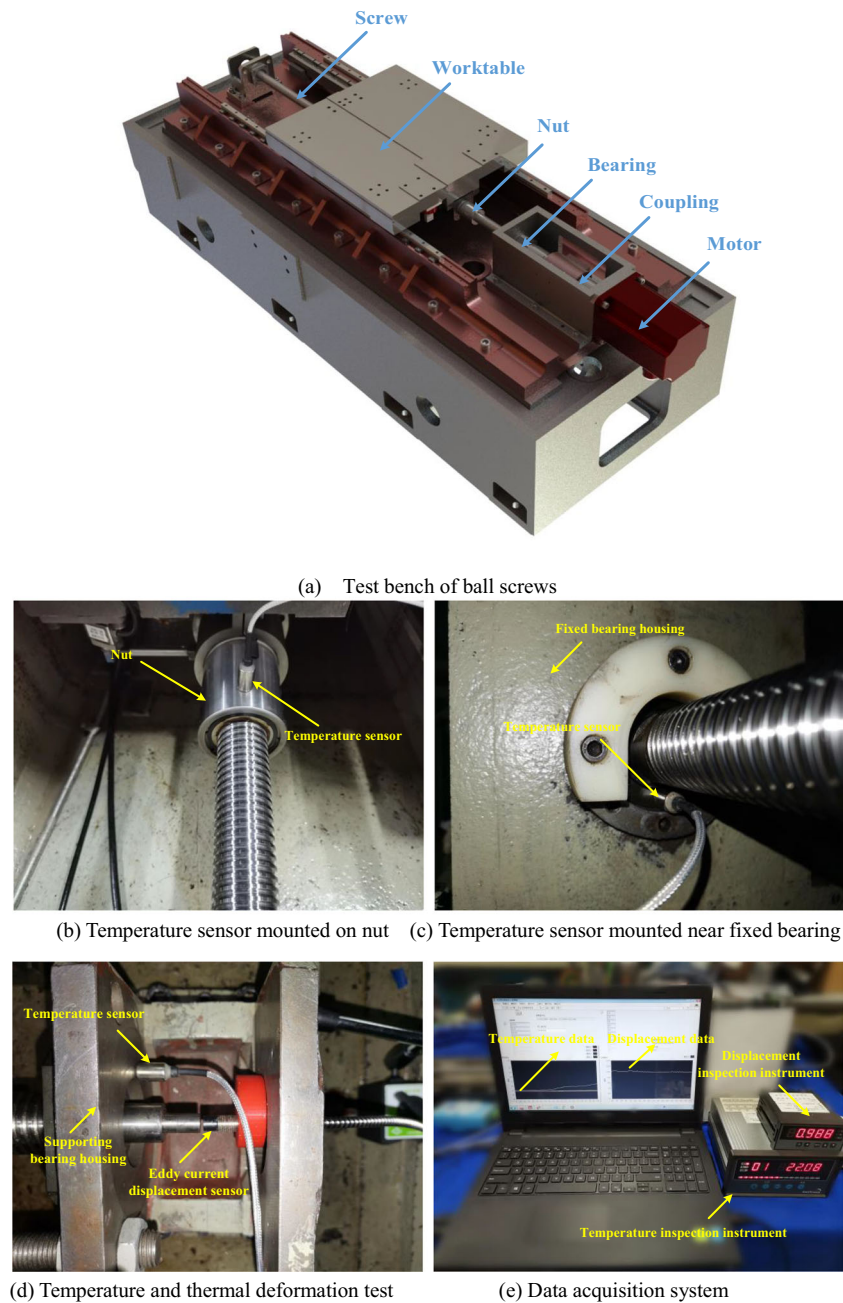 Screw
Worktable
Nut
Bearing
Coupling
Motor
(a) Test bench of ball screws
Nut
Temperature sensor
Fixed bearing housing
Temperature
sensor
(b) Temperature sensor mounted on nut
(c) Temperature sensor mounted near fixed bearing
Temperature sensor
Supporting
bearing housing
Eddy current
displacement sensor
Temperature data
Displacement data
Displacement
inspection instrument
0.988
01 22.08
Temperature inspection instrument
(d) Temperature and thermal deformation test
(e) Data acquisition system